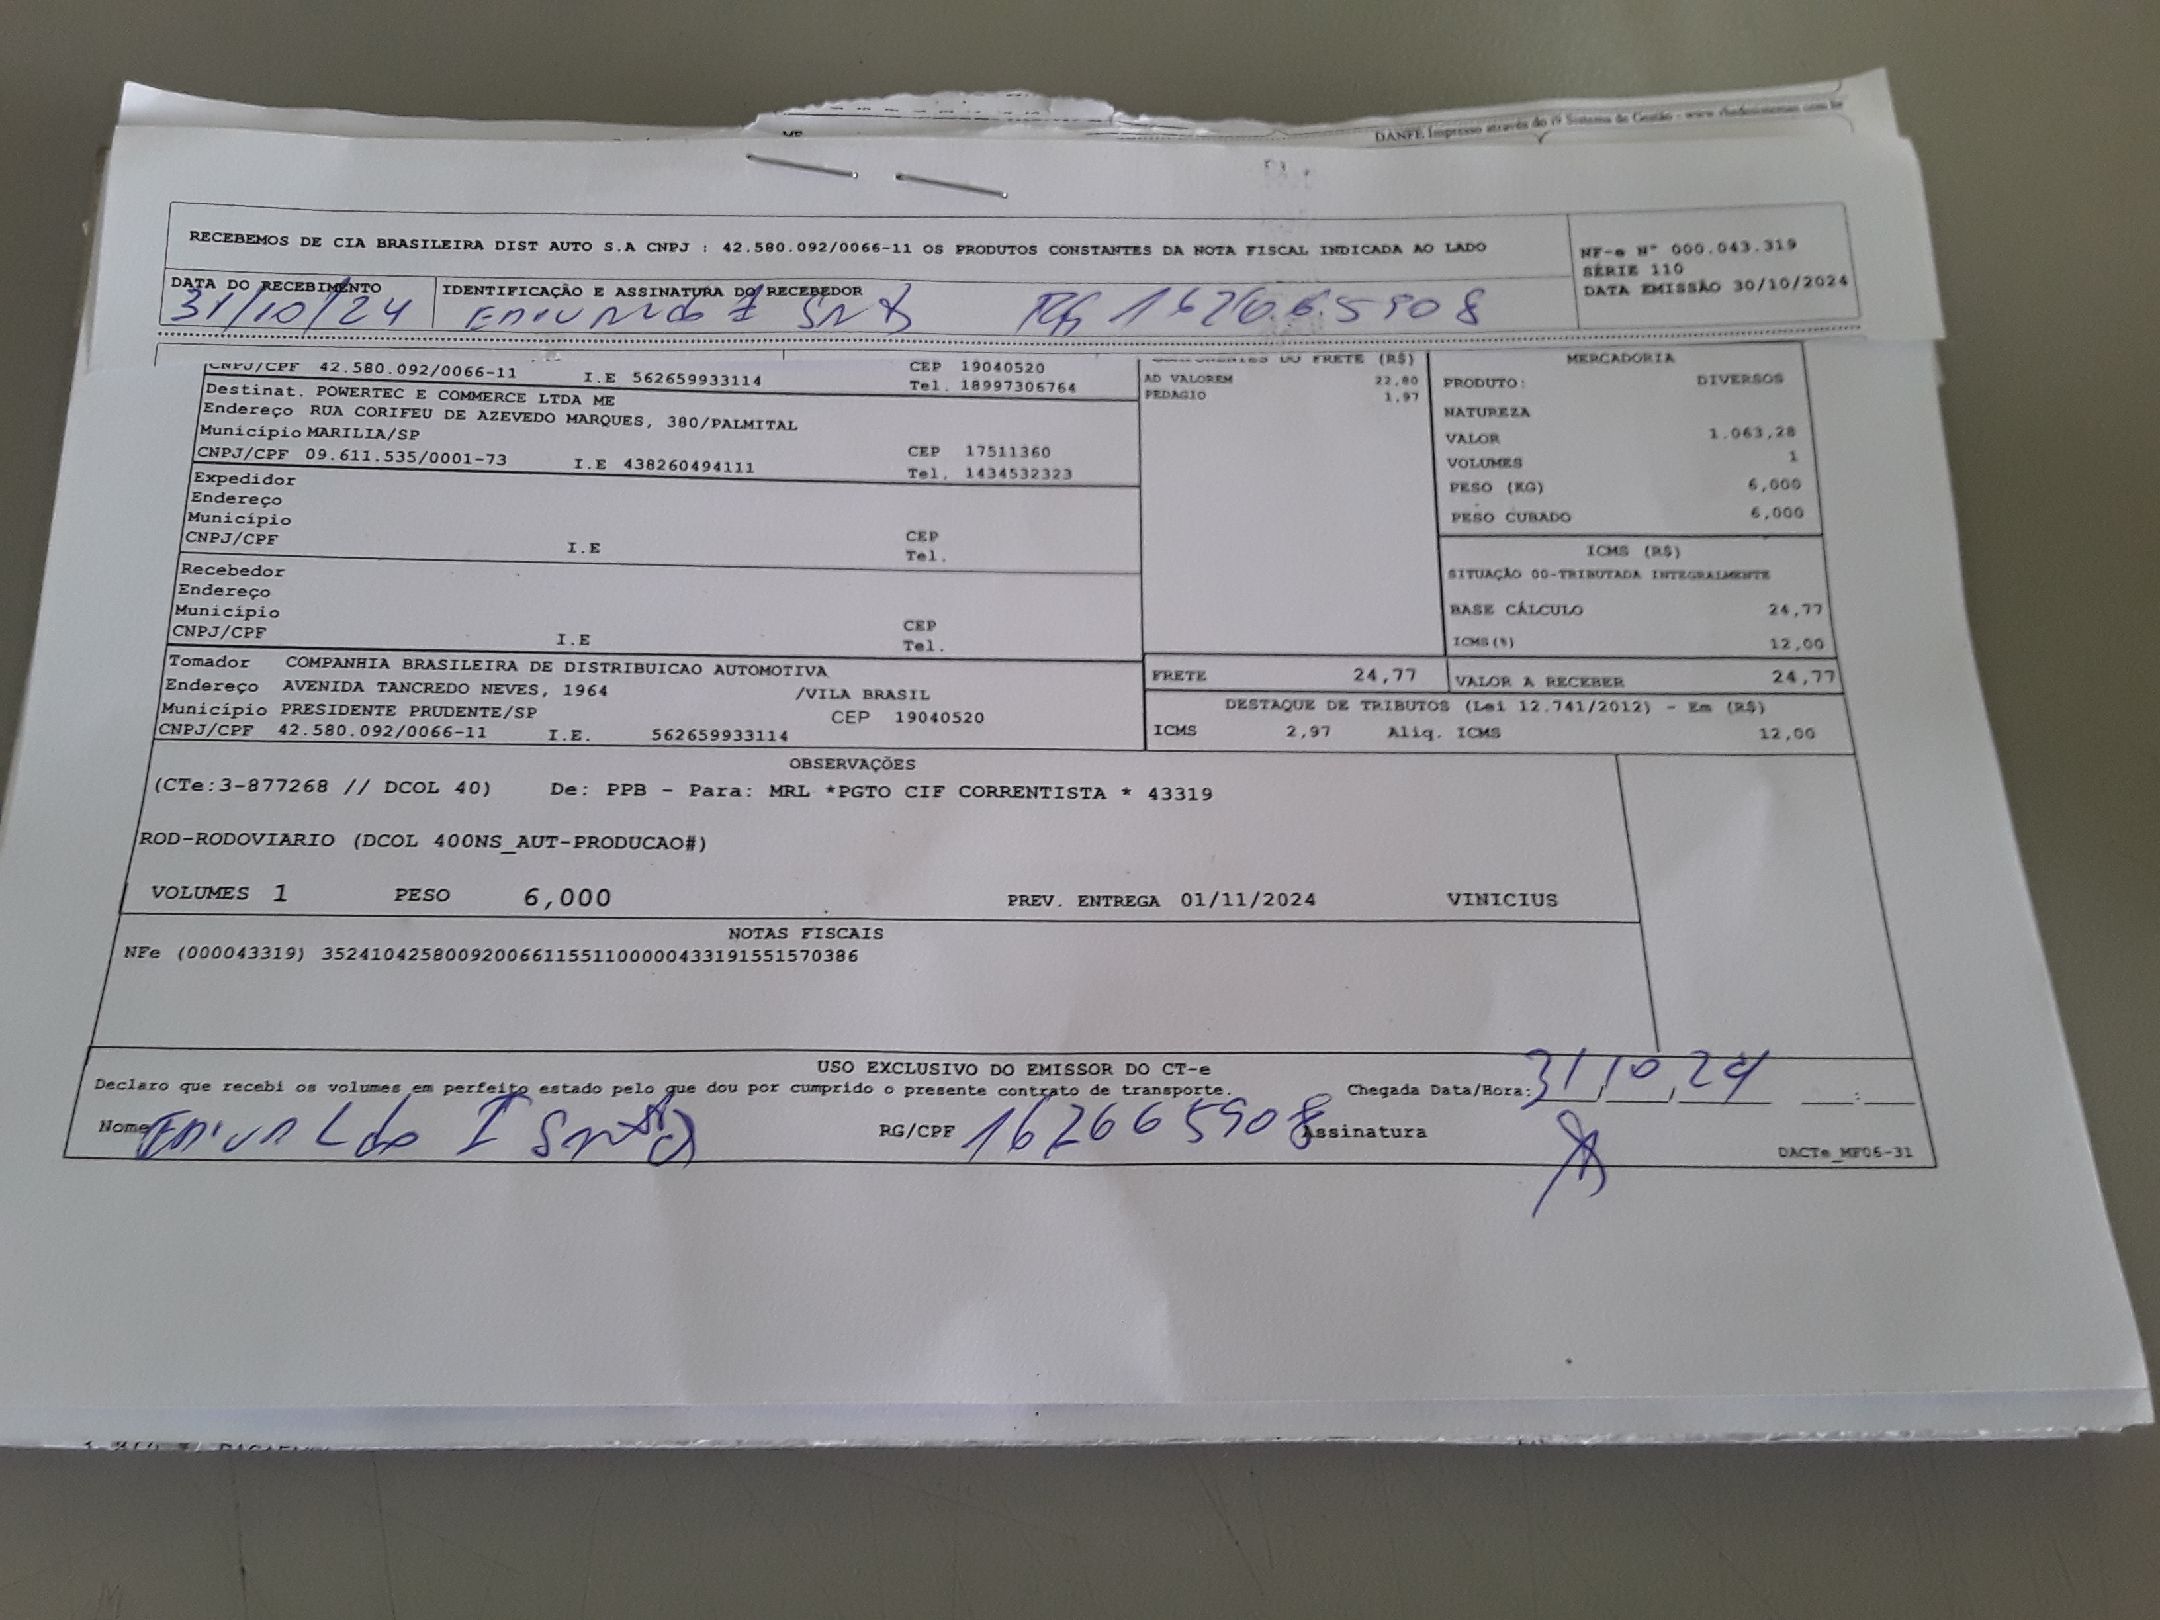 DANFE Impresso através do r9 Sistema de Gestão - www.
RECEBEMOS DE CIA BRASILEIRA DIST AUTO S.A CNPJ : 42.580.092/0066-11 OS PRODUTOS CONSTANTES DA NOTA FISCAL INDICADA AO LADO
NF-e Nº 000.043.319
SÉRIE 110
DATA EMISSÃO 30/10/2024
DATA DO RECEBIMENTO IDENTIFICAÇÃO E ASSINATURA DO RECEBEDOR
31/10/24 RG 162665908
CNPJ/CPF 42.580.092/0066-11 I.E 562659933114
CEP 19040520
Tel. 18997306764
Destinat. POWERTEC E COMMERCE LTDA ME
Endereço RUA CORIFEU DE AZEVEDO MARQUES, 380/PALMITAL
Município MARILIA/SP
CNPJ/CPF 09.611.535/0001-73 I.E 438260494111
CEP 17511360
Tel. 1434532323
Expedidor
Endereço
Município
CNPJ/CPF I.E
CEP
Tel.
Recebedor
Endereço
Município
CNPJ/CPF I.E
CEP
Tel.
Tomador COMPANHIA BRASILEIRA DE DISTRIBUICAO AUTOMOTIVA
Endereço AVENIDA TANCREDO NEVES, 1964 /VILA BRASIL
Município PRESIDENTE PRUDENTE/SP CEP 19040520
CNPJ/CPF 42.580.092/0066-11 I.E. 562659933114
COMPONENTES DO FRETE (R$)
AD VALOREM 22,80
PEDAGIO 1,97
MERCADORIA
PRODUTO: DIVERSOS
NATUREZA
VALOR 1.063,28
VOLUMES 1
PESO (KG) 6,000
PESO CUBADO 6,000
ICMS (R$)
SITUAÇÃO 00-TRIBUTADA INTEGRALMENTE
BASE CÁLCULO 24,77
ICMS(%) 12,00
FRETE 24,77 VALOR A RECEBER 24,77
DESTAQUE DE TRIBUTOS (Lei 12.741/2012) - Em (R$)
ICMS 2,97 Aliq. ICMS 12,00
OBSERVAÇÕES
(CTe:3-877268 // DCOL 40) De: PPB - Para: MRL *PGTO CIF CORRENTISTA * 43319
ROD-RODOVIARIO (DCOL 400NS_AUT-PRODUCAO#)
VOLUMES 1 PESO 6,000 PREV. ENTREGA 01/11/2024 VINICIUS
NOTAS FISCAIS
NFe (000043319) 35241042580092006611551100000433191551570386
USO EXCLUSIVO DO EMISSOR DO CT-e
Declaro que recebi os volumes em perfeito estado pelo que dou por cumprido o presente contrato de transporte. Chegada Data/Hora: 31/10/24 __:__
Nome RG/CPF 162665908 Assinatura
DACTe_MF06-31